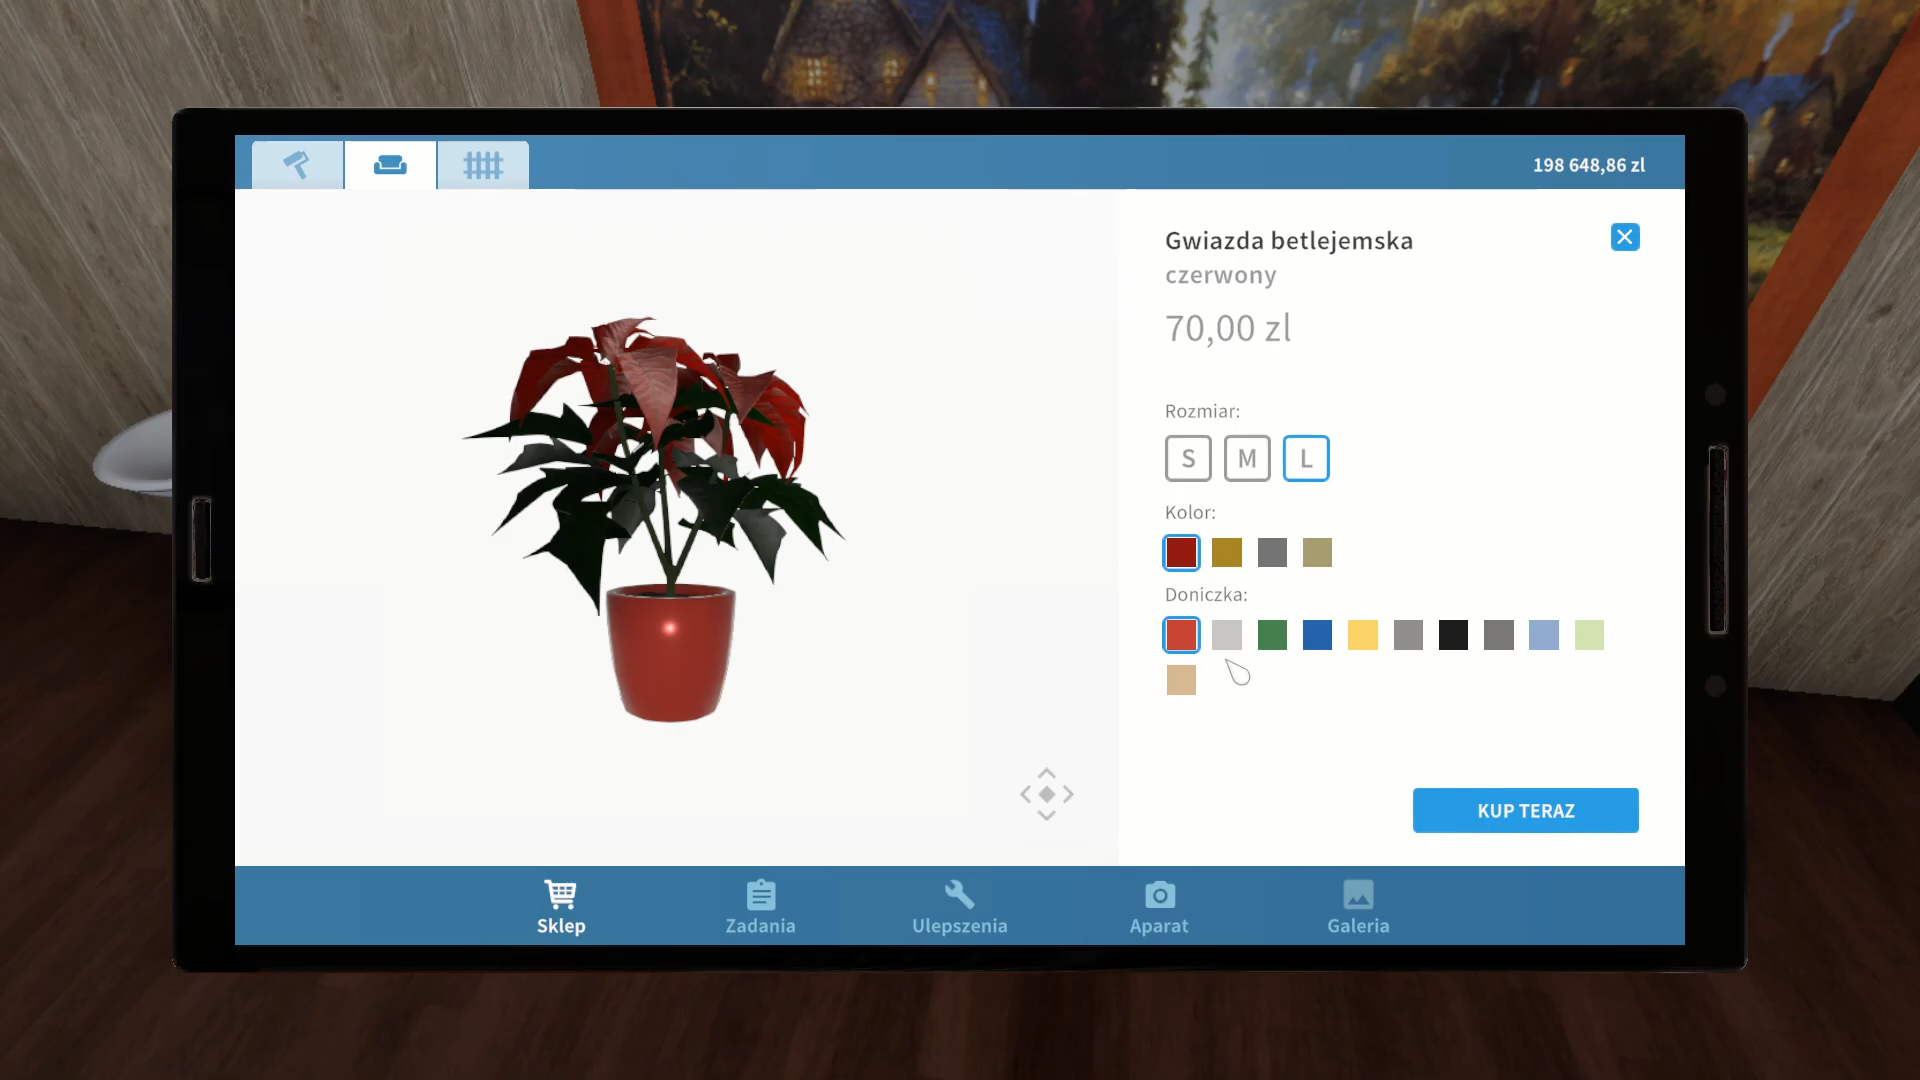 198 648,86 zl
Gwiazda betlejemska
czerwony
70,00 zl
Rozmiar:
S M L
Kolor:
Doniczka:
KUP TERAZ
Sklep Zadania Ulepszenia Aparat Galeria